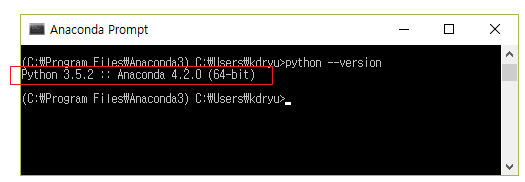 Anaconda Prompt
(C:₩Program Files₩Anaconda3) C:₩Users₩kdryu>python --version
Python 3.5.2 :: Anaconda 4.2.0 (64-bit)
(C:₩Program Files₩Anaconda3) C:₩Users₩kdryu>